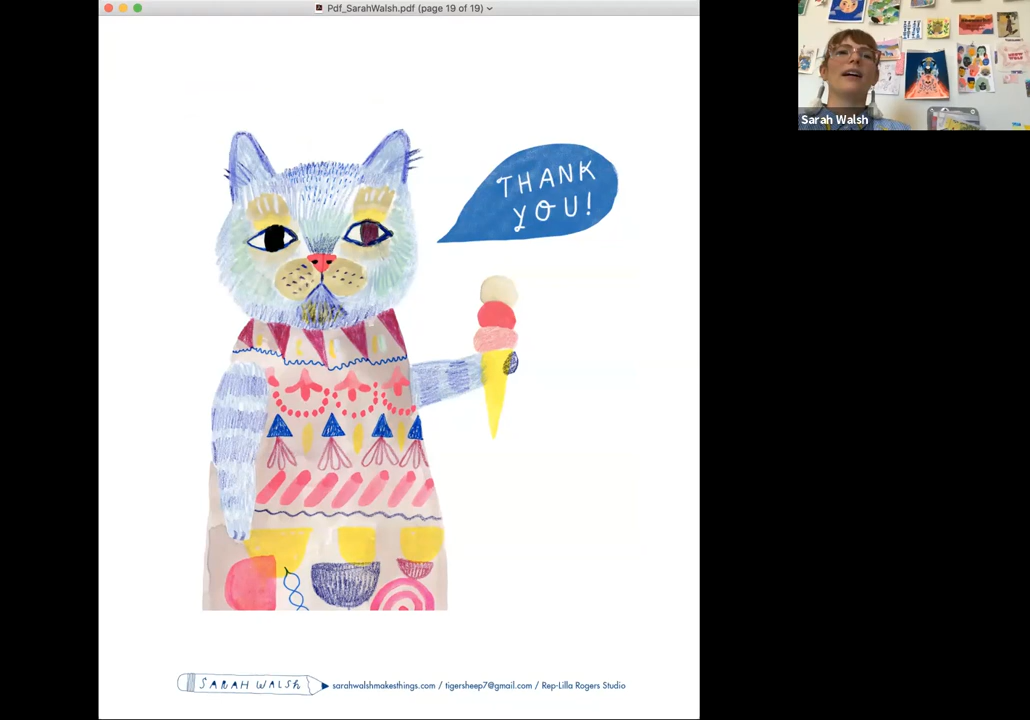 Pdf_SarahWalsh.pdf (page 19 of 19)
Sarah Walsh
THANK
YOU!
SARAH WALSH
sarahwalshmakesthings.com / tigersheep7@gmail.com / Rep-Lilla Rogers Studio